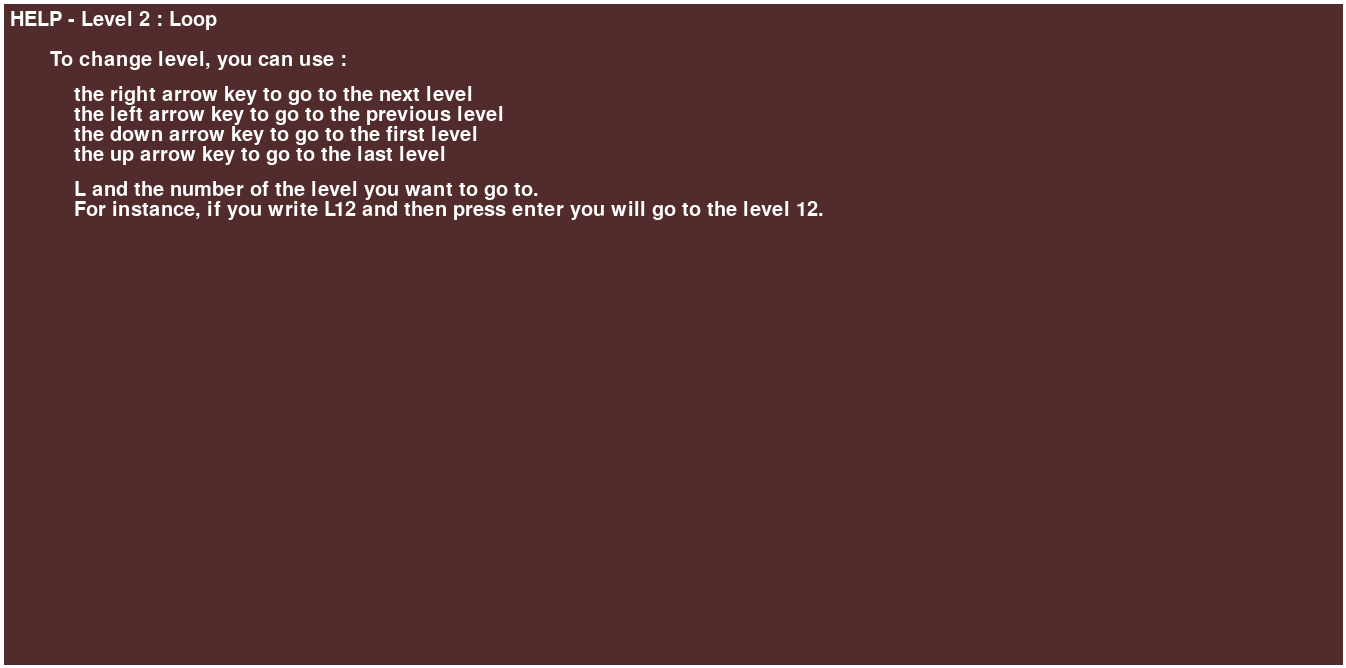 HELP - Level 2 : Loop
To change level, you can use :
the right arrow key to go to the next level
the left arrow key to go to the previous level
the down arrow key to go to the first level
the up arrow key to go to the last level
L and the number of the level you want to go to.
For instance, if you write L12 and then press enter you will go to the level 12.